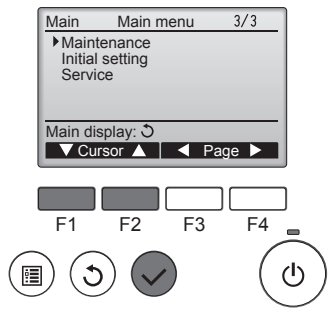 Main Main menu 3/3
Maintenance
Initial setting
Service
Main display:
Cursor Page
F1 F2 F3 F4